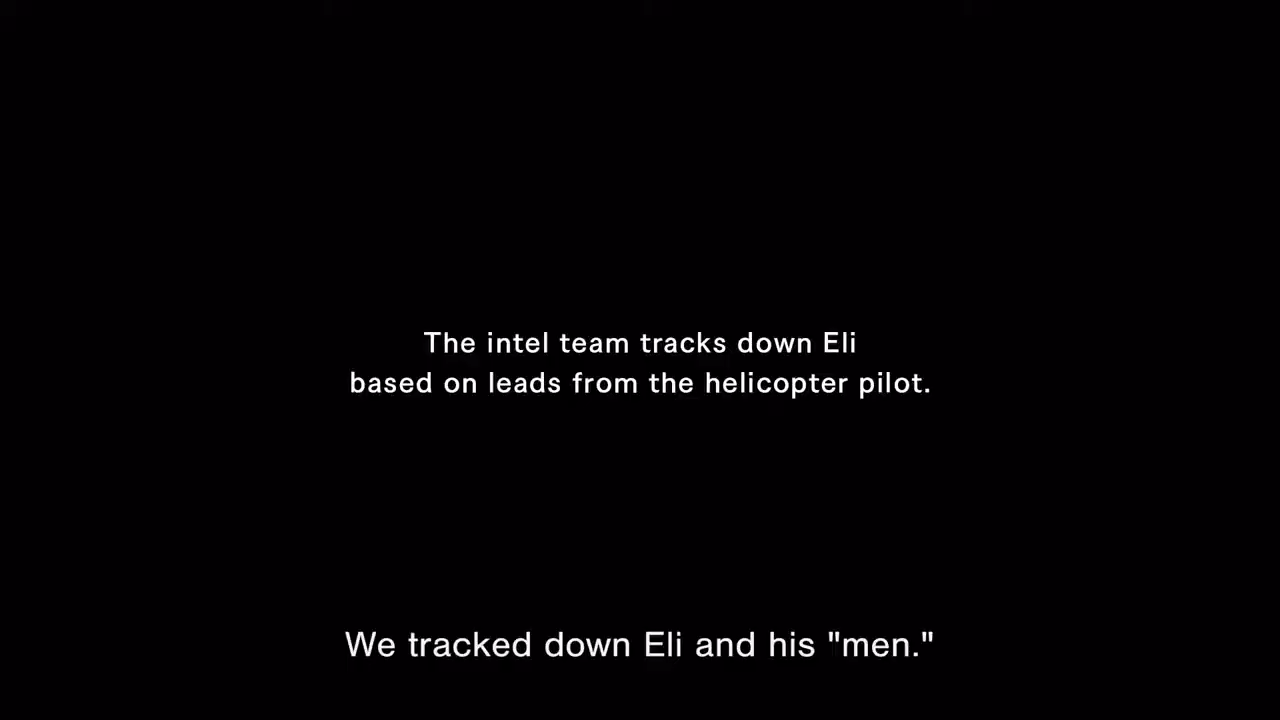 The intel team tracks down Eli
based on leads from the helicopter pilot.
We tracked down Eli and his "men."